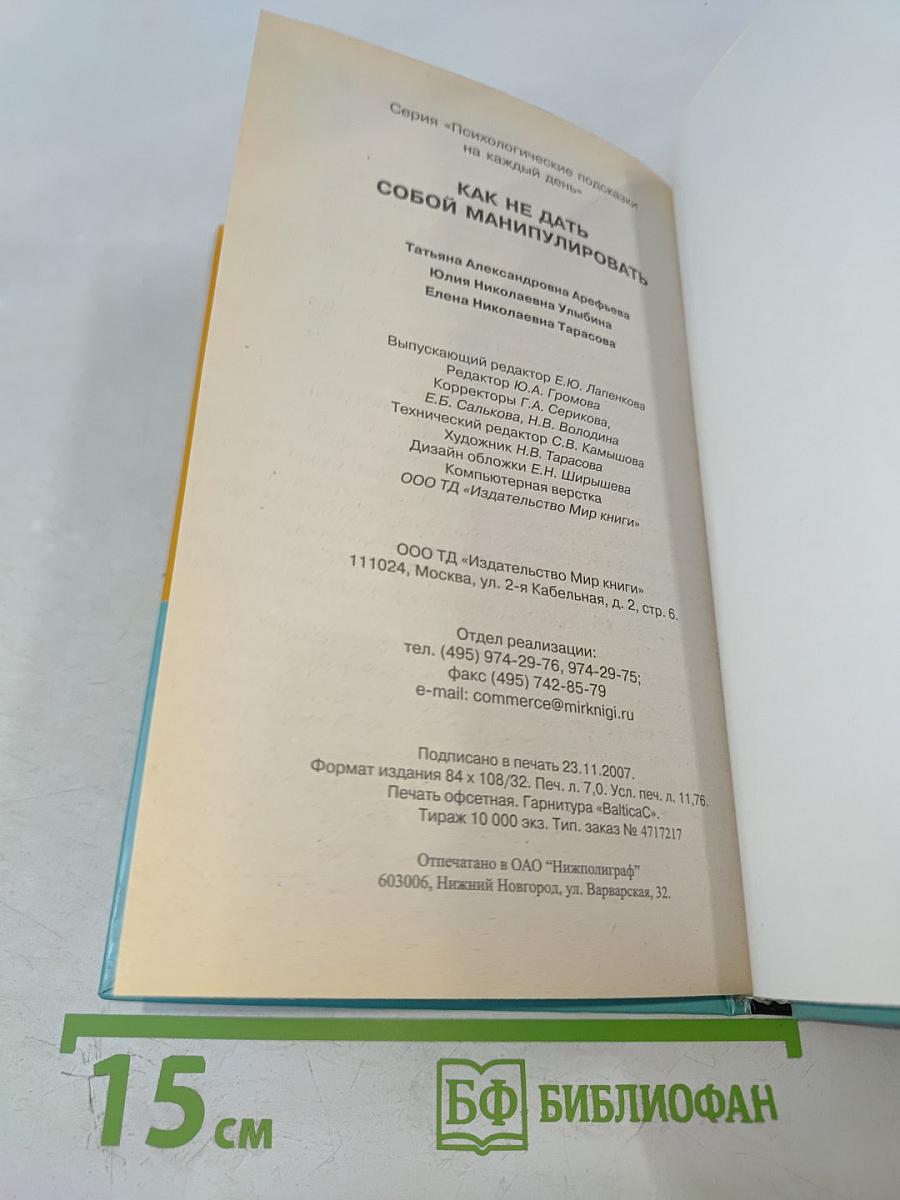 Серия «Психологические подсказки
на каждый день»
КАК НЕ ДАТЬ
СОБОЙ МАНИПУЛИРОВАТЬ
Татьяна Александровна Арефьева
Юлия Николаевна Улыбина
Елена Николаевна Тарасова
Выпускающий редактор Е.Ю. Лапенкова
Редактор Ю.А. Громова
Корректоры Г.А. Серикова,
Е.Б. Салькова, Н.В. Володина
Технический редактор С.В. Камышова
Художник Н.В. Тарасова
Дизайн обложки Е.Н. Ширышева
Компьютерная верстка
ООО ТД «Издательство Мир книги»
ООО ТД «Издательство Мир книги»
111024, Москва, ул. 2-я Кабельная, д. 2, стр. 6.
Отдел реализации:
тел. (495) 974-29-76, 974-29-75;
факс (495) 742-85-79
e-mail: commerce@mirknigi.ru
Подписано в печать 23.11.2007.
Формат издания 84 x 108/32. Печ. л. 7,0. Усл. печ. л. 11,76.
Печать офсетная. Гарнитура «BalticaC».
Тираж 10 000 экз. Тип. заказ № 4717217
Отпечатано в ОАО "Нижполиграф"
603006, Нижний Новгород, ул. Варварская, 32.
15 см
БФ БИБЛИОФАН